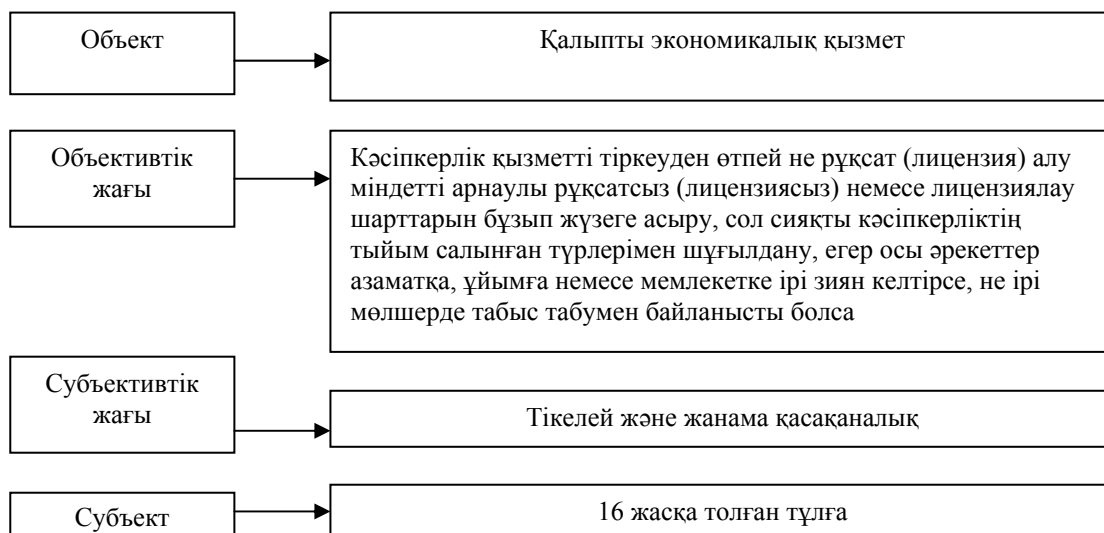 Объект
Қалыпты экономикалық қызмет
Объективтік
жағы
Кәсіпкерлік қызметті тіркеуден өтпей не рұқсат (лицензия) алу
міндетті арнаулы рұқсатсыз (лицензиясыз) немесе лицензиялау
шарттарын бұзып жүзеге асыру, сол сияқты кәсіпкерліктің
тыйым салынған түрлерімен шұғылдану, егер осы әрекеттер
азаматқа, ұйымға немесе мемлекетке ірі зиян келтірсе, не ірі
мөлшерде табыс табумен байланысты болса
Субъективтік
жағы
Тікелей және жанама қасақаналық
Субъект
16 жасқа толған тұлға